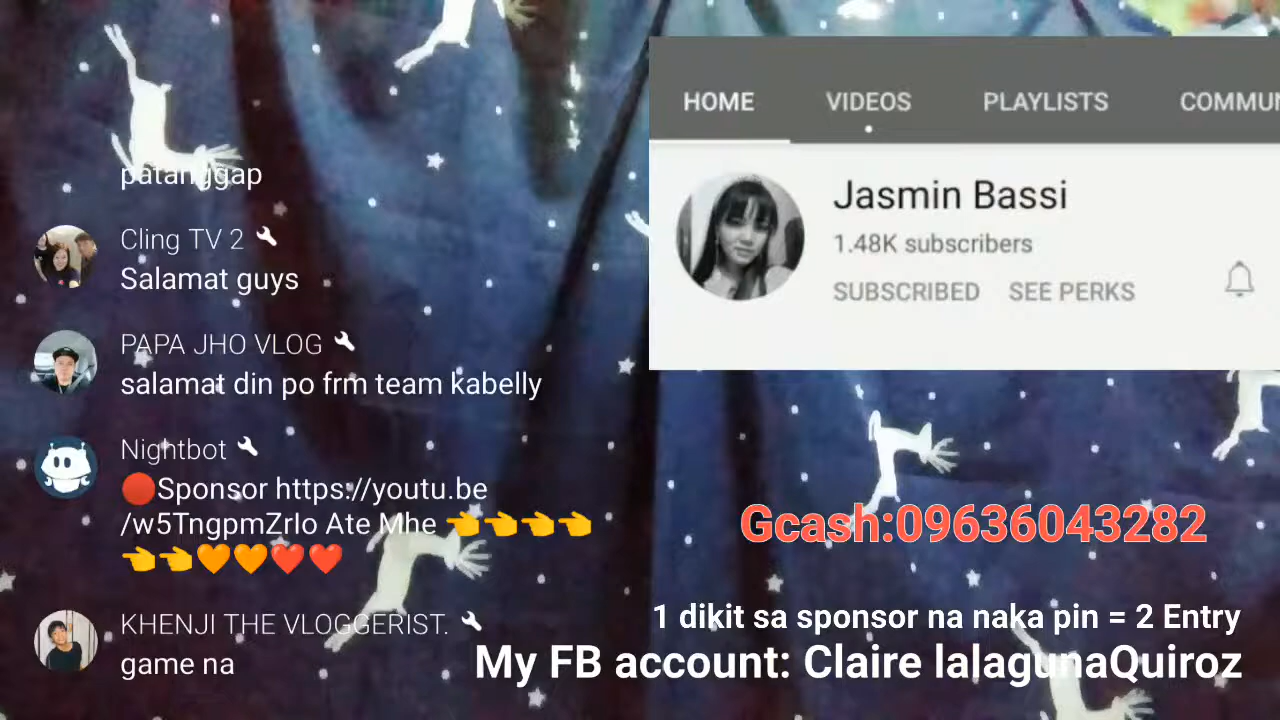 patanggap
Cling TV 2
Salamat guys
PAPA JHO VLOG
salamat din po frm team kabelly
Nightbot
🔴Sponsor https://youtu.be
/w5TngpmZrIo Ate Mhe 👈👈👈👈
👈👈🧡🧡❤️❤️
KHENJI THE VLOGGERIST.
game na
HOME VIDEOS PLAYLISTS COMMUN
Jasmin Bassi
1.48K subscribers
SUBSCRIBED SEE PERKS
Gcash:09636043282
1 dikit sa sponsor na naka pin = 2 Entry
My FB account: Claire lalagunaQuiroz